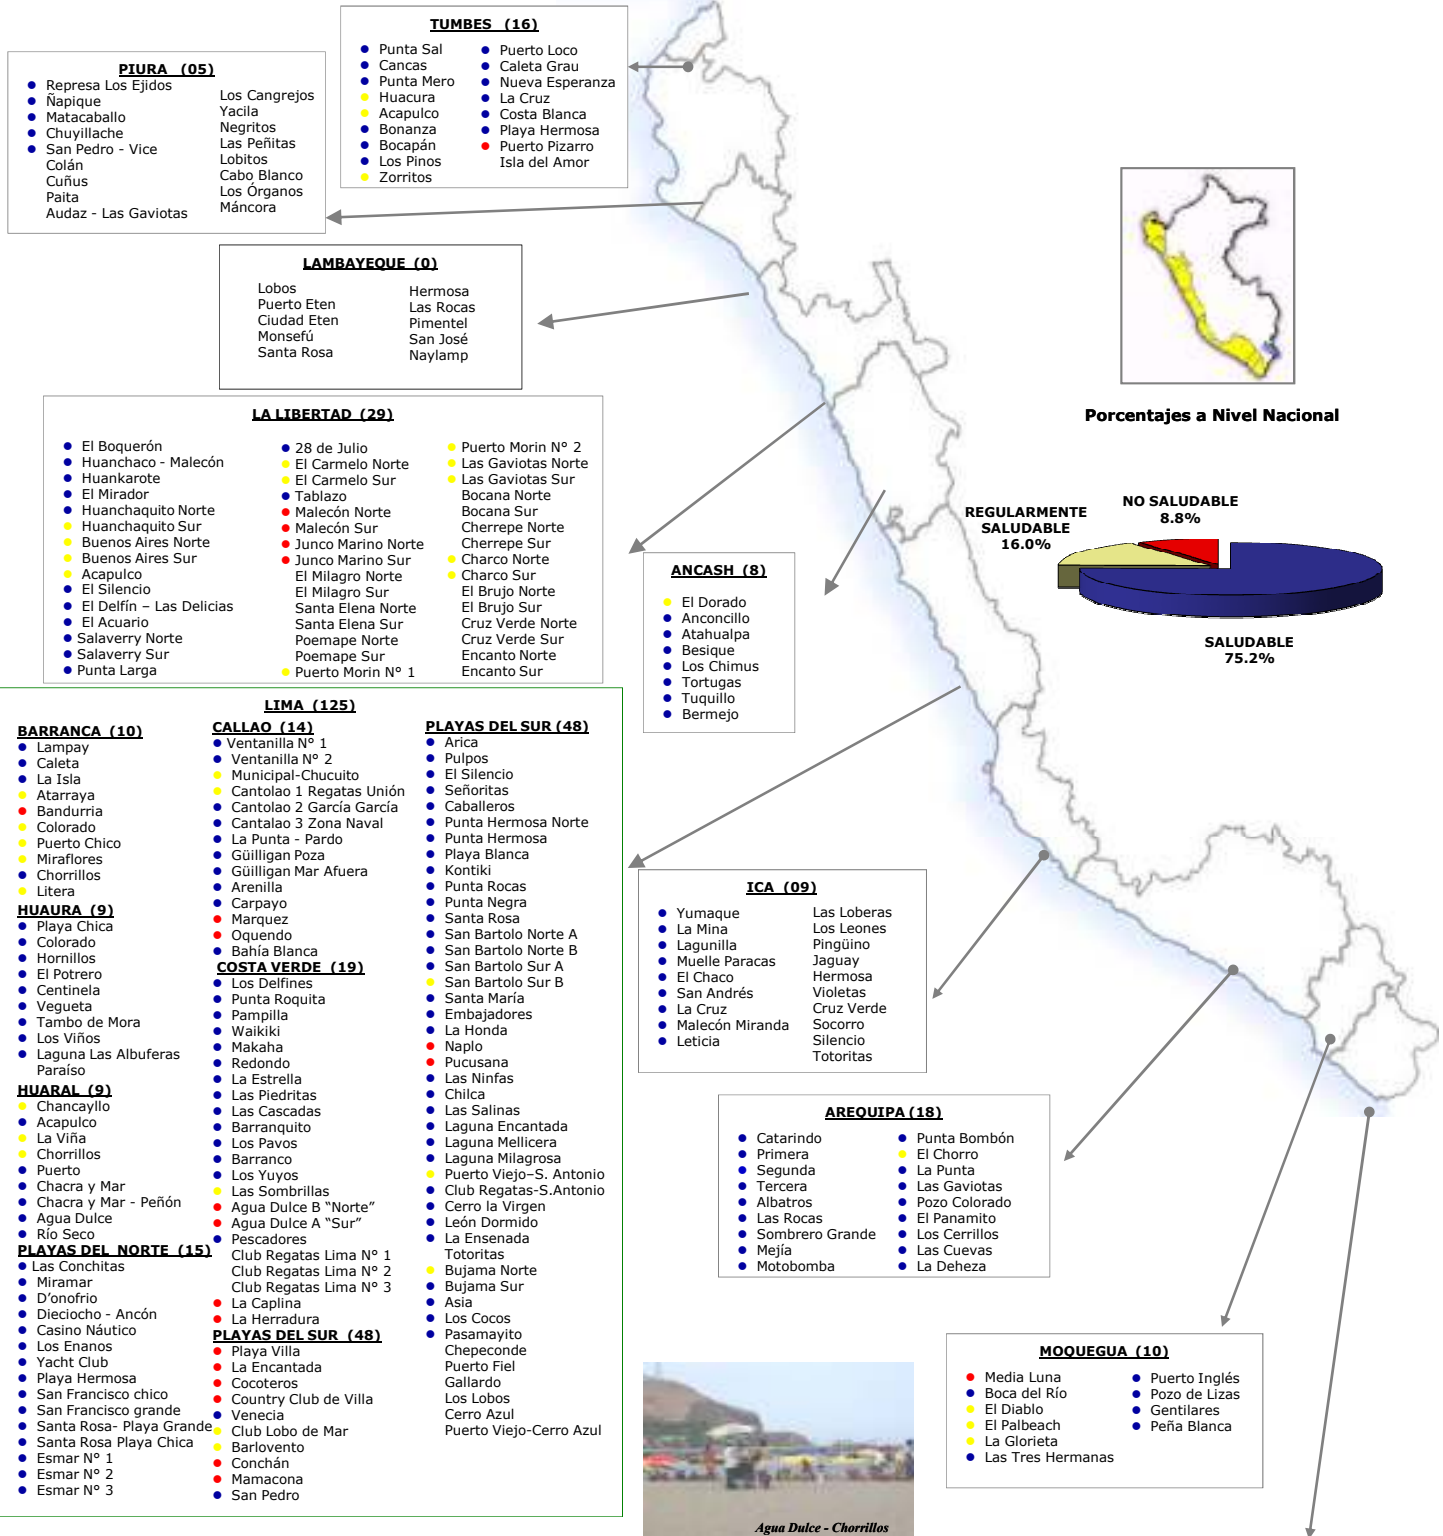 TUMBES (16)
Punta Sal
Cancas
Punta Mero
Huacura
Acapulco
Bonanza
Bocapán
Los Pinos
Zorritos
Puerto Loco
Caleta Grau
Nueva Esperanza
La Cruz
Costa Blanca
Playa Hermosa
Puerto Pizarro
Isla del Amor
PIURA (05)
Represa Los Ejidos
Ñapique
Matacaballo
Chuyillache
San Pedro - Vice
Colán
Cuñus
Paita
Audaz - Las Gaviotas
Los Cangrejos
Yacila
Negritos
Las Peñitas
Lobitos
Cabo Blanco
Los Órganos
Máncora
LAMBAYEQUE (0)
Lobos
Puerto Eten
Ciudad Eten
Monsefú
Santa Rosa
Hermosa
Las Rocas
Pimentel
San José
Naylamp
Porcentajes a Nivel Nacional
NO SALUDABLE
8.8%
REGULARMENTE
SALUDABLE
16.0%
SALUDABLE
75.2%
LA LIBERTAD (29)
El Boquerón
Huanchaco - Malecón
Huankarote
El Mirador
Huanchaquito Norte
Huanchaquito Sur
Buenos Aires Norte
Buenos Aires Sur
Acapulco
El Silencio
El Delfín – Las Delicias
El Acuario
Salaverry Norte
Salaverry Sur
Punta Larga
28 de Julio
El Carmelo Norte
El Carmelo Sur
Tablazo
Malecón Norte
Malecón Sur
Junco Marino Norte
Junco Marino Sur
El Milagro Norte
El Milagro Sur
Santa Elena Norte
Santa Elena Sur
Poemape Norte
Poemape Sur
Puerto Morin N° 1
Puerto Morin N° 2
Las Gaviotas Norte
Las Gaviotas Sur
Bocana Norte
Bocana Sur
Cherrepe Norte
Cherrepe Sur
Charco Norte
Charco Sur
El Brujo Norte
El Brujo Sur
Cruz Verde Norte
Cruz Verde Sur
Encanto Norte
Encanto Sur
ANCASH (8)
El Dorado
Anconcillo
Atahualpa
Besique
Los Chimus
Tortugas
Tuquillo
Bermejo
LIMA (125)
BARRANCA (10)
Lampay
Caleta
La Isla
Atarraya
Bandurria
Colorado
Puerto Chico
Miraflores
Chorrillos
Litera
HUAURA (9)
Playa Chica
Colorado
Hornillos
El Potrero
Centinela
Vegueta
Tambo de Mora
Los Viños
Laguna Las Albuferas
Paraíso
HUARAL (9)
Chancayllo
Acapulco
La Viña
Chorrillos
Puerto
Chacra y Mar
Chacra y Mar - Peñón
Agua Dulce
Río Seco
PLAYAS DEL NORTE (15)
Las Conchitas
Miramar
D'onofrio
Dieciocho - Ancón
Casino Náutico
Los Enanos
Yacht Club
Playa Hermosa
San Francisco chico
San Francisco grande
Santa Rosa- Playa Grande
Santa Rosa Playa Chica
Esmar N° 1
Esmar N° 2
Esmar N° 3
CALLAO (14)
Ventanilla N° 1
Ventanilla N° 2
Municipal-Chucuito
Cantolao 1 Regatas Unión
Cantolao 2 García García
Cantalao 3 Zona Naval
La Punta - Pardo
Güilligan Poza
Güilligan Mar Afuera
Arenilla
Carpayo
Marquez
Oquendo
Bahía Blanca
COSTA VERDE (19)
Los Delfines
Punta Roquita
Pampilla
Waikiki
Makaha
Redondo
La Estrella
Las Piedritas
Las Cascadas
Barranquito
Los Pavos
Barranco
Los Yuyos
Las Sombrillas
Agua Dulce B “Norte”
Agua Dulce A “Sur”
Pescadores
Club Regatas Lima N° 1
Club Regatas Lima N° 2
Club Regatas Lima N° 3
La Caplina
La Herradura
PLAYAS DEL SUR (48)
Playa Villa
La Encantada
Cocoteros
Country Club de Villa
Venecia
Club Lobo de Mar
Barlovento
Conchán
Mamacona
San Pedro
PLAYAS DEL SUR (48)
Arica
Pulpos
El Silencio
Señoritas
Caballeros
Punta Hermosa Norte
Punta Hermosa
Playa Blanca
Kontiki
Punta Rocas
Punta Negra
Santa Rosa
San Bartolo Norte A
San Bartolo Norte B
San Bartolo Sur A
San Bartolo Sur B
Santa María
Embajadores
La Honda
Naplo
Pucusana
Las Ninfas
Chilca
Las Salinas
Laguna Encantada
Laguna Mellicera
Laguna Milagrosa
Puerto Viejo–S. Antonio
Club Regatas-S.Antonio
Cerro la Virgen
León Dormido
La Ensenada
Totoritas
Bujama Norte
Bujama Sur
Asia
Los Cocos
Pasamayito
Chepeconde
Puerto Fiel
Gallardo
Los Lobos
Cerro Azul
Puerto Viejo-Cerro Azul
ICA (09)
Yumaque
La Mina
Lagunilla
Muelle Paracas
El Chaco
San Andrés
La Cruz
Malecón Miranda
Leticia
Las Loberas
Los Leones
Pingüino
Jaguay
Hermosa
Violetas
Cruz Verde
Socorro
Silencio
Totoritas
AREQUIPA (18)
Catarindo
Primera
Segunda
Tercera
Albatros
Las Rocas
Sombrero Grande
Mejía
Motobomba
Punta Bombón
El Chorro
La Punta
Las Gaviotas
Pozo Colorado
El Panamito
Los Cerrillos
Las Cuevas
La Deheza
MOQUEGUA (10)
Media Luna
Boca del Río
El Diablo
El Palbeach
La Glorieta
Las Tres Hermanas
Puerto Inglés
Pozo de Lizas
Gentilares
Peña Blanca
Agua Dulce - Chorrillos